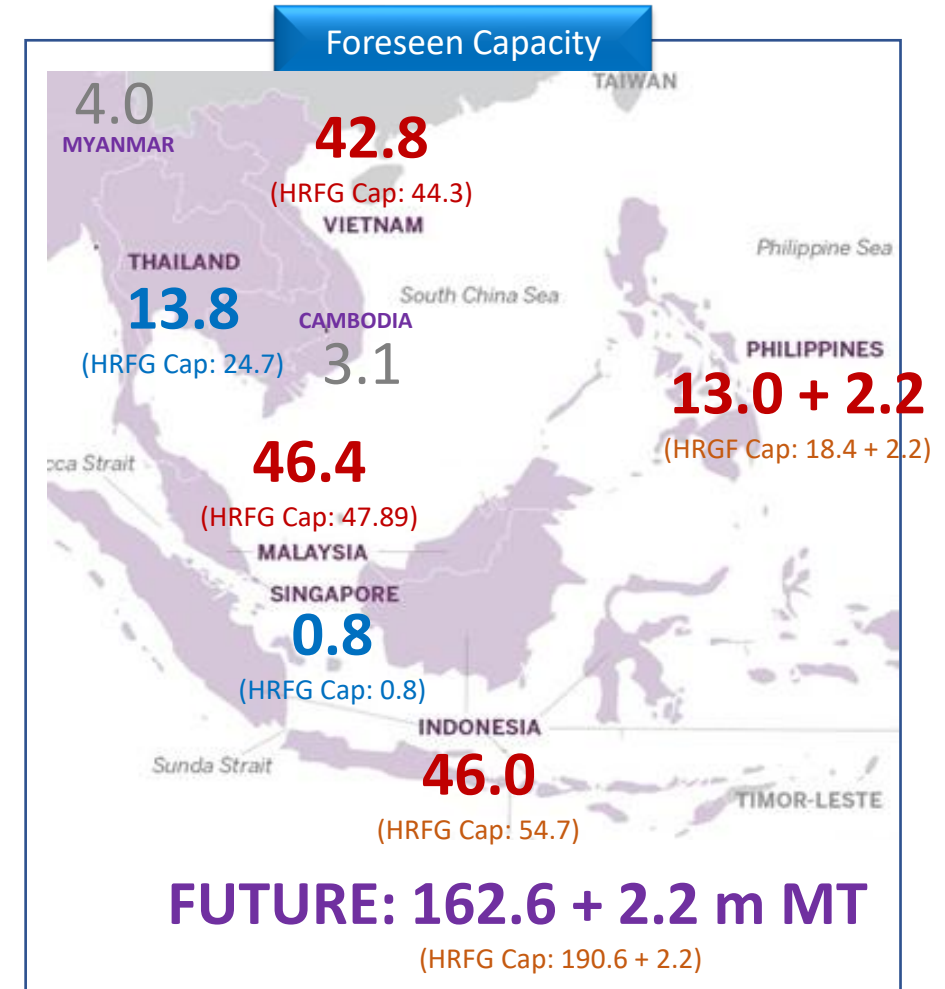 Foreseen Capacity
TAIWAN
4.0
MYANMAR
42.8
(HRFG Cap: 44.3)
VIETNAM
Philippine Sea
THAILAND
13.8
(HRFG Cap: 24.7)
South China Sea
CAMBODIA
3.1
PHILIPPINES
13.0 + 2.2
(HRGF Cap: 18.4 + 2.2)
cca Strait
46.4
(HRFG Cap: 47.89)
MALAYSIA
SINGAPORE
0.8
(HRFG Cap: 0.8)
INDONESIA
Sunda Strait
46.0
TIMOR-LESTE
(HRFG Cap: 54.7)
FUTURE: 162.6 + 2.2 m MT
(HRFG Cap: 190.6 + 2.2)